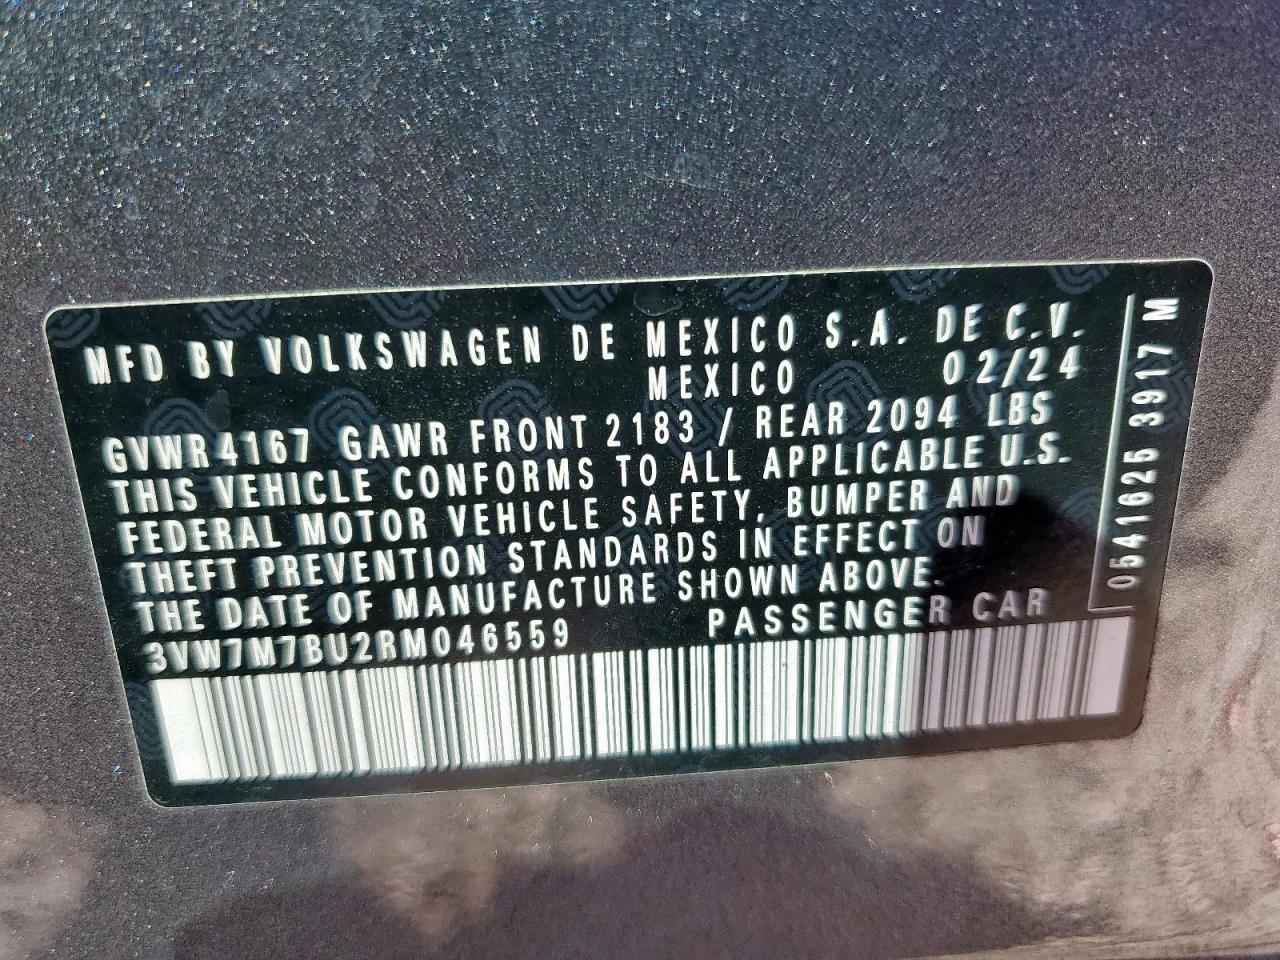 MFD BY VOLKSWAGEN DE MEXICO S.A. DE C.V.
MEXICO 02/24
GVWR 4167 GAWR FRONT 2183 / REAR 2094 LBS
THIS VEHICLE CONFORMS TO ALL APPLICABLE U.S.
FEDERAL MOTOR VEHICLE SAFETY, BUMPER AND
THEFT PREVENTION STANDARDS IN EFFECT ON
THE DATE OF MANUFACTURE SHOWN ABOVE.
3VW7M7BU2RM046559 PASSENGER CAR
0541625 3917 M